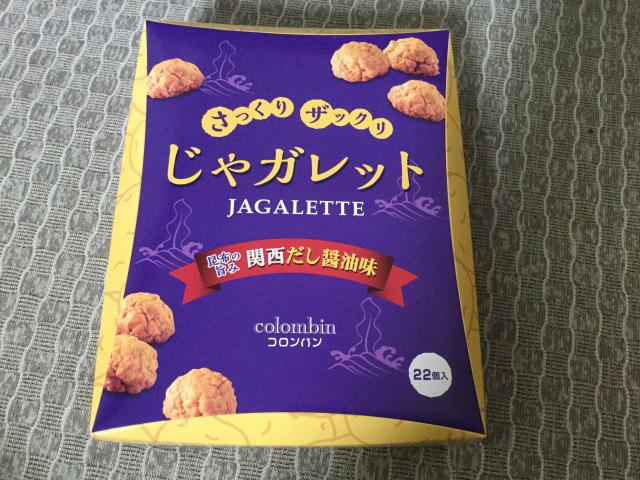 さっくり ザックリ
じゃガレット
JAGALETTE
昆布の
旨み
関西だし醤油味
colombin
コロンバン
22個入